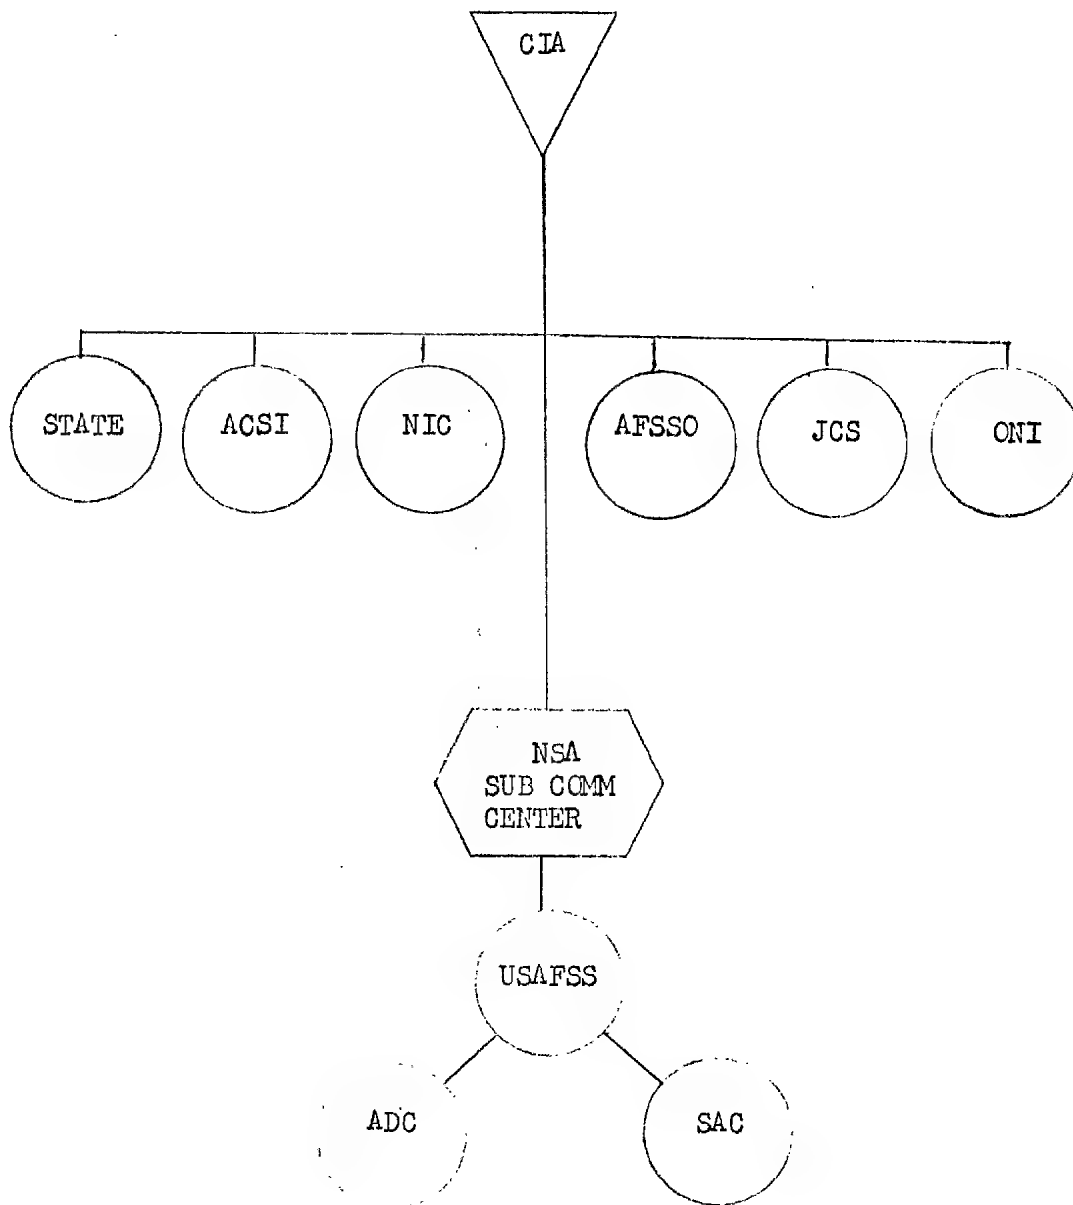 CIA
STATE
ACSI
NIC
AFSSO
JCS
ONI
NSA
SUB COMM
CENTER
USAFSS
ADC
SAC